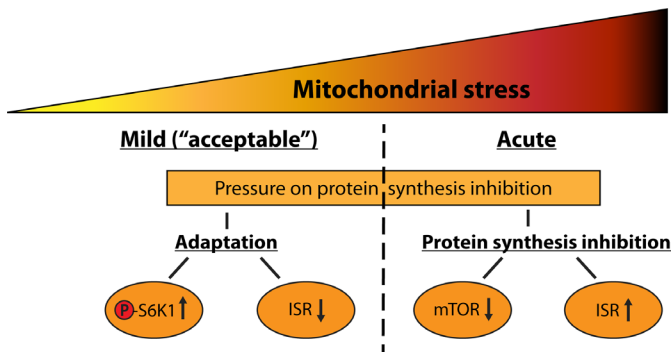 Mitochondrial stress
Mild (“acceptable”)
Acute
Pressure on protein synthesis inhibition
Adaptation
Protein synthesis inhibition
P-S6K1↑
ISR↓
mTOR↓
ISR↑